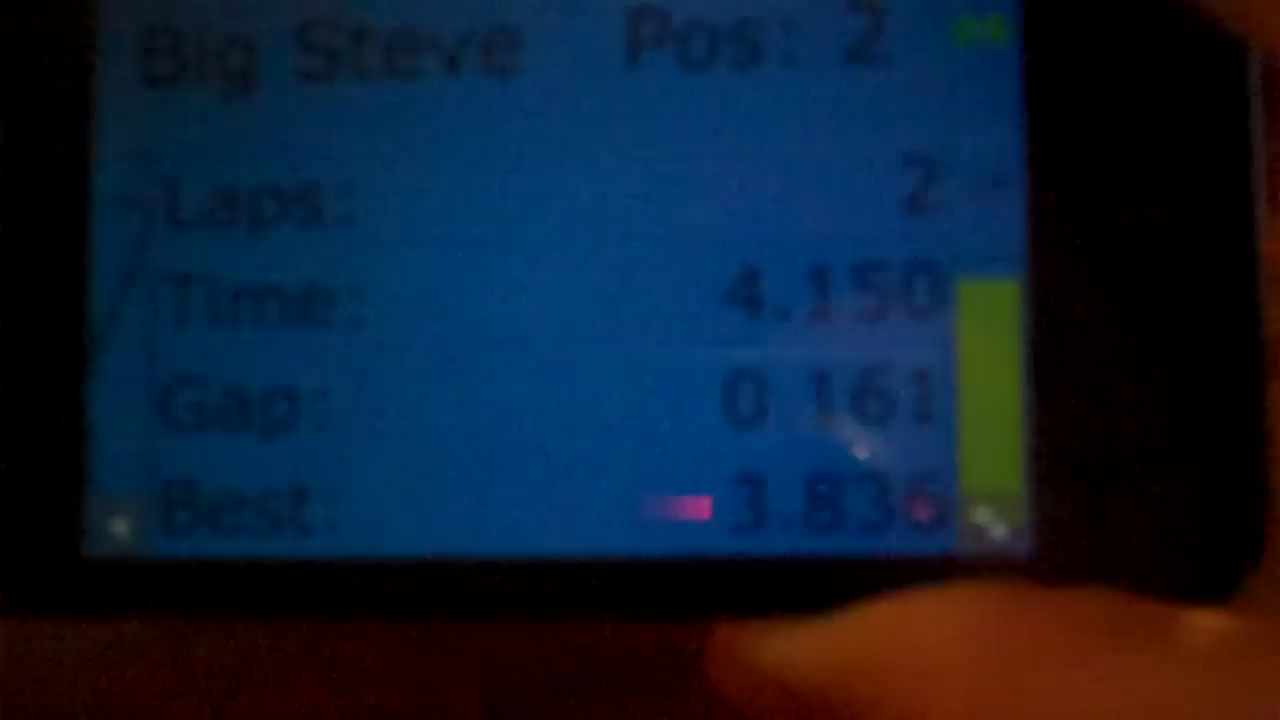 Big Steve Pos: 2
Laps: 2
Time: 4.150
Gap: 0.161
Best: 3.836